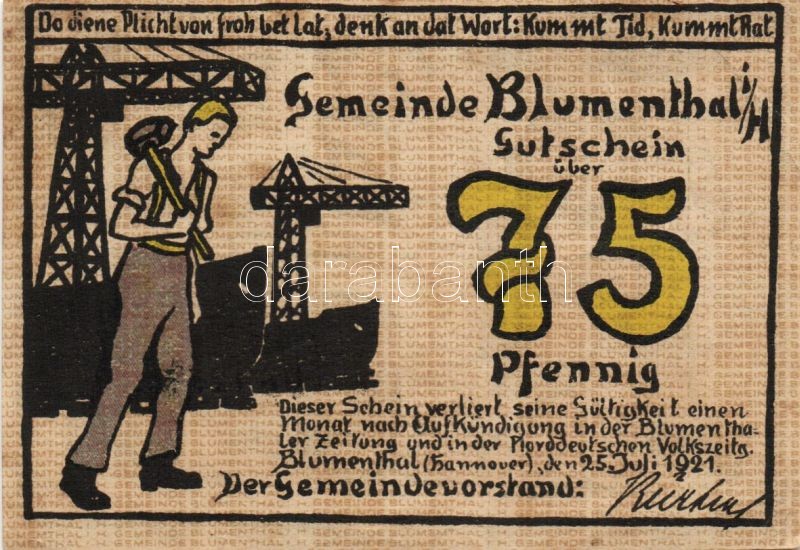 Do diene Plicht von froh bet lat, denk an dat Wort: Kummt Tid, Kummt Rat
Gemeinde Blumenthal i/H
Gutschein
über
75
Pfennig
Dieser Schein verliert seine Gültigkeit einen
Monat nach Aufkündigung in der Blumentha-
ler Zeitung und in der Norddeutschen Volkszeitg.
Blumenthal (Hannover), den 25. Juli 1921.
Der Gemeindevorstand:
darabanth